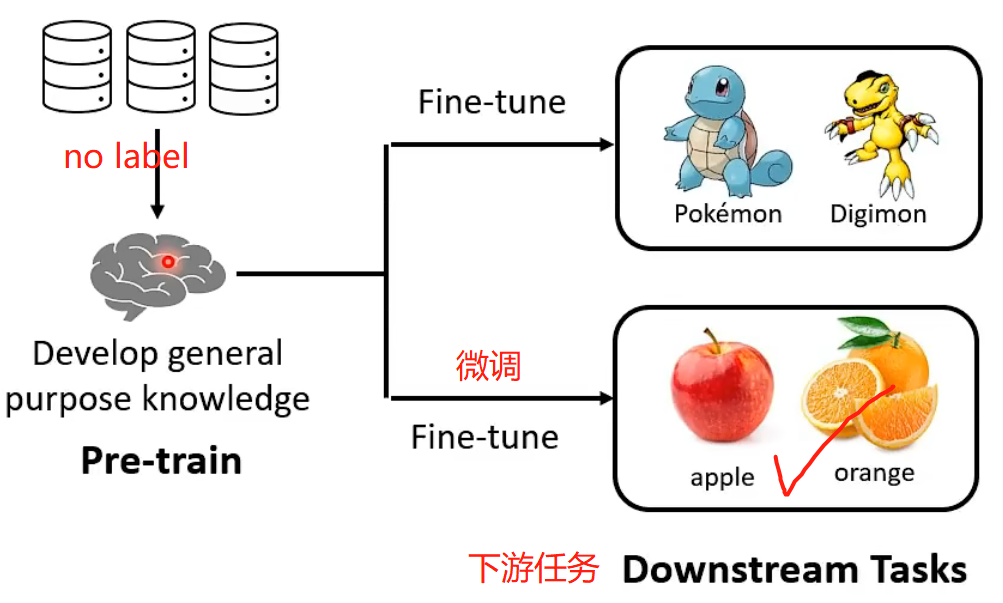 no label
Develop general
purpose knowledge
Pre-train
Fine-tune
Pokémon
Digimon
微调
Fine-tune
apple
orange
下游任务 Downstream Tasks